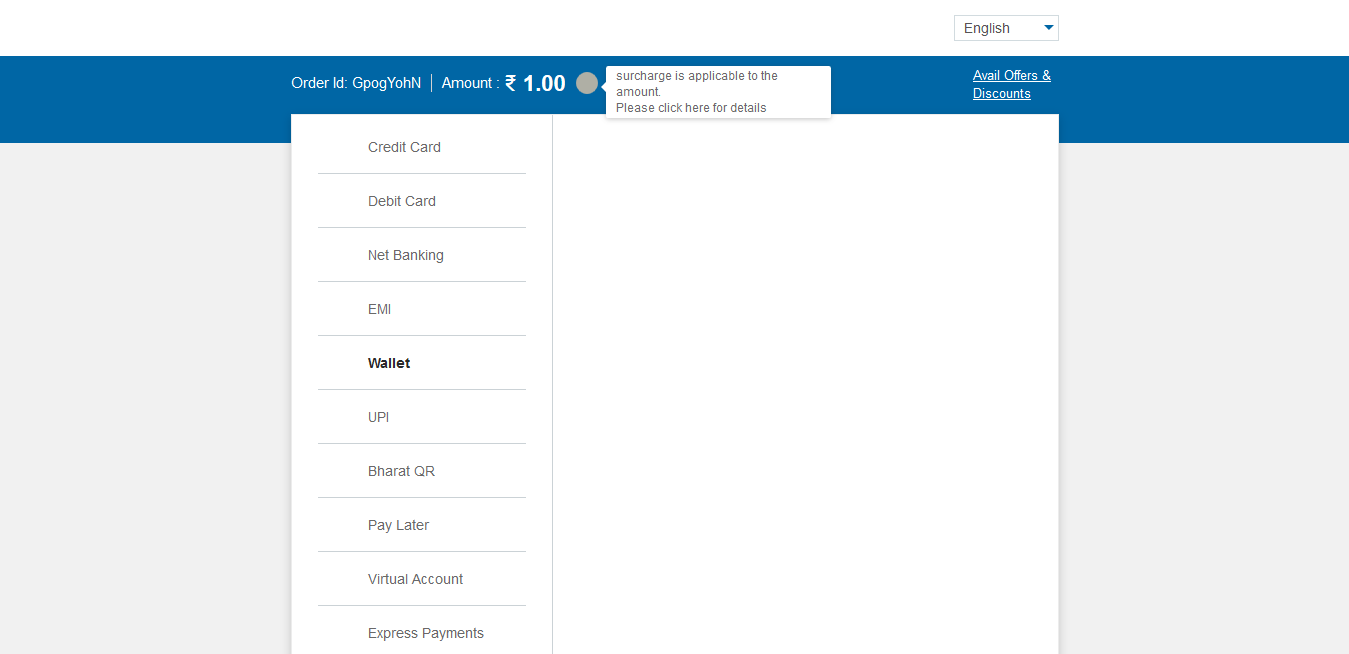 English
Order Id: GpogYohN
Amount : ₹ 1.00
surcharge is applicable to the
amount.
Please click here for details
Avail Offers &
Discounts
Credit Card
Debit Card
Net Banking
EMI
Wallet
UPI
Bharat QR
Pay Later
Virtual Account
Express Payments